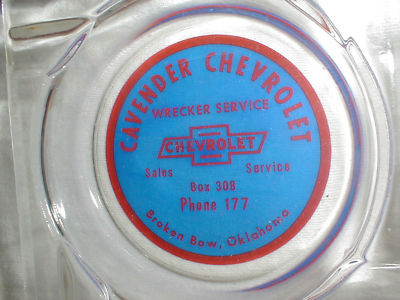 CAVENDER CHEVROLET
WRECKER SERVICE
CHEVROLET
Sales Service
Box 308
Phone 177
Broken Bow, Oklahoma